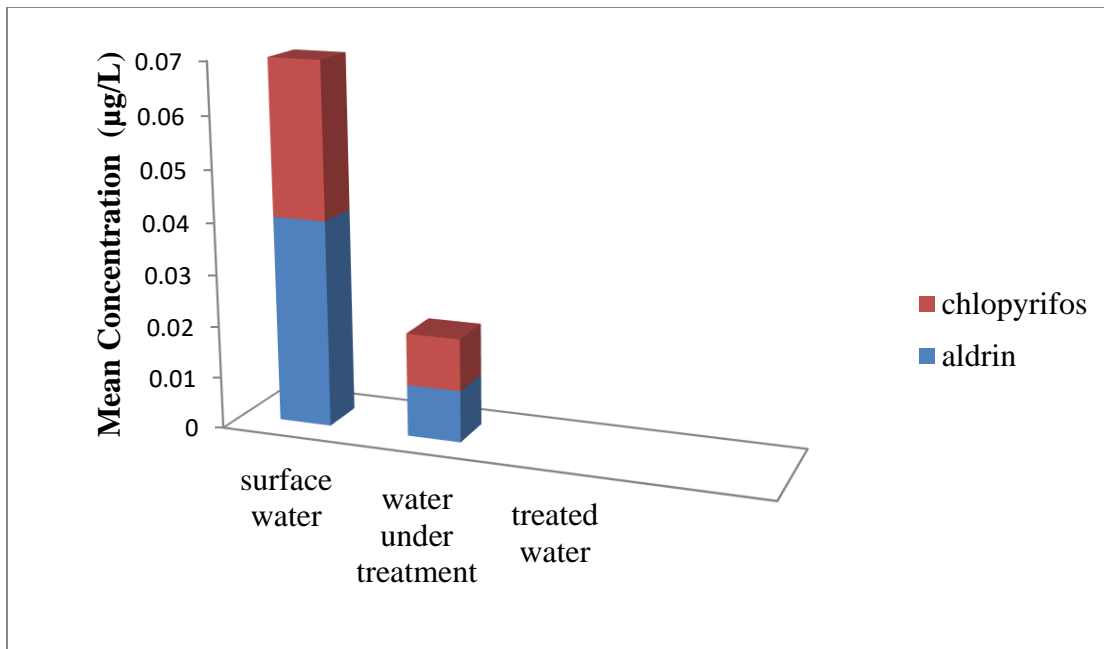 Mean Concentration (µg/L)
0.07
0.06
0.05
0.04
0.03
0.02
0.01
0
surface
water
water
under
treatment
treated
water
chlopyrifos
aldrin